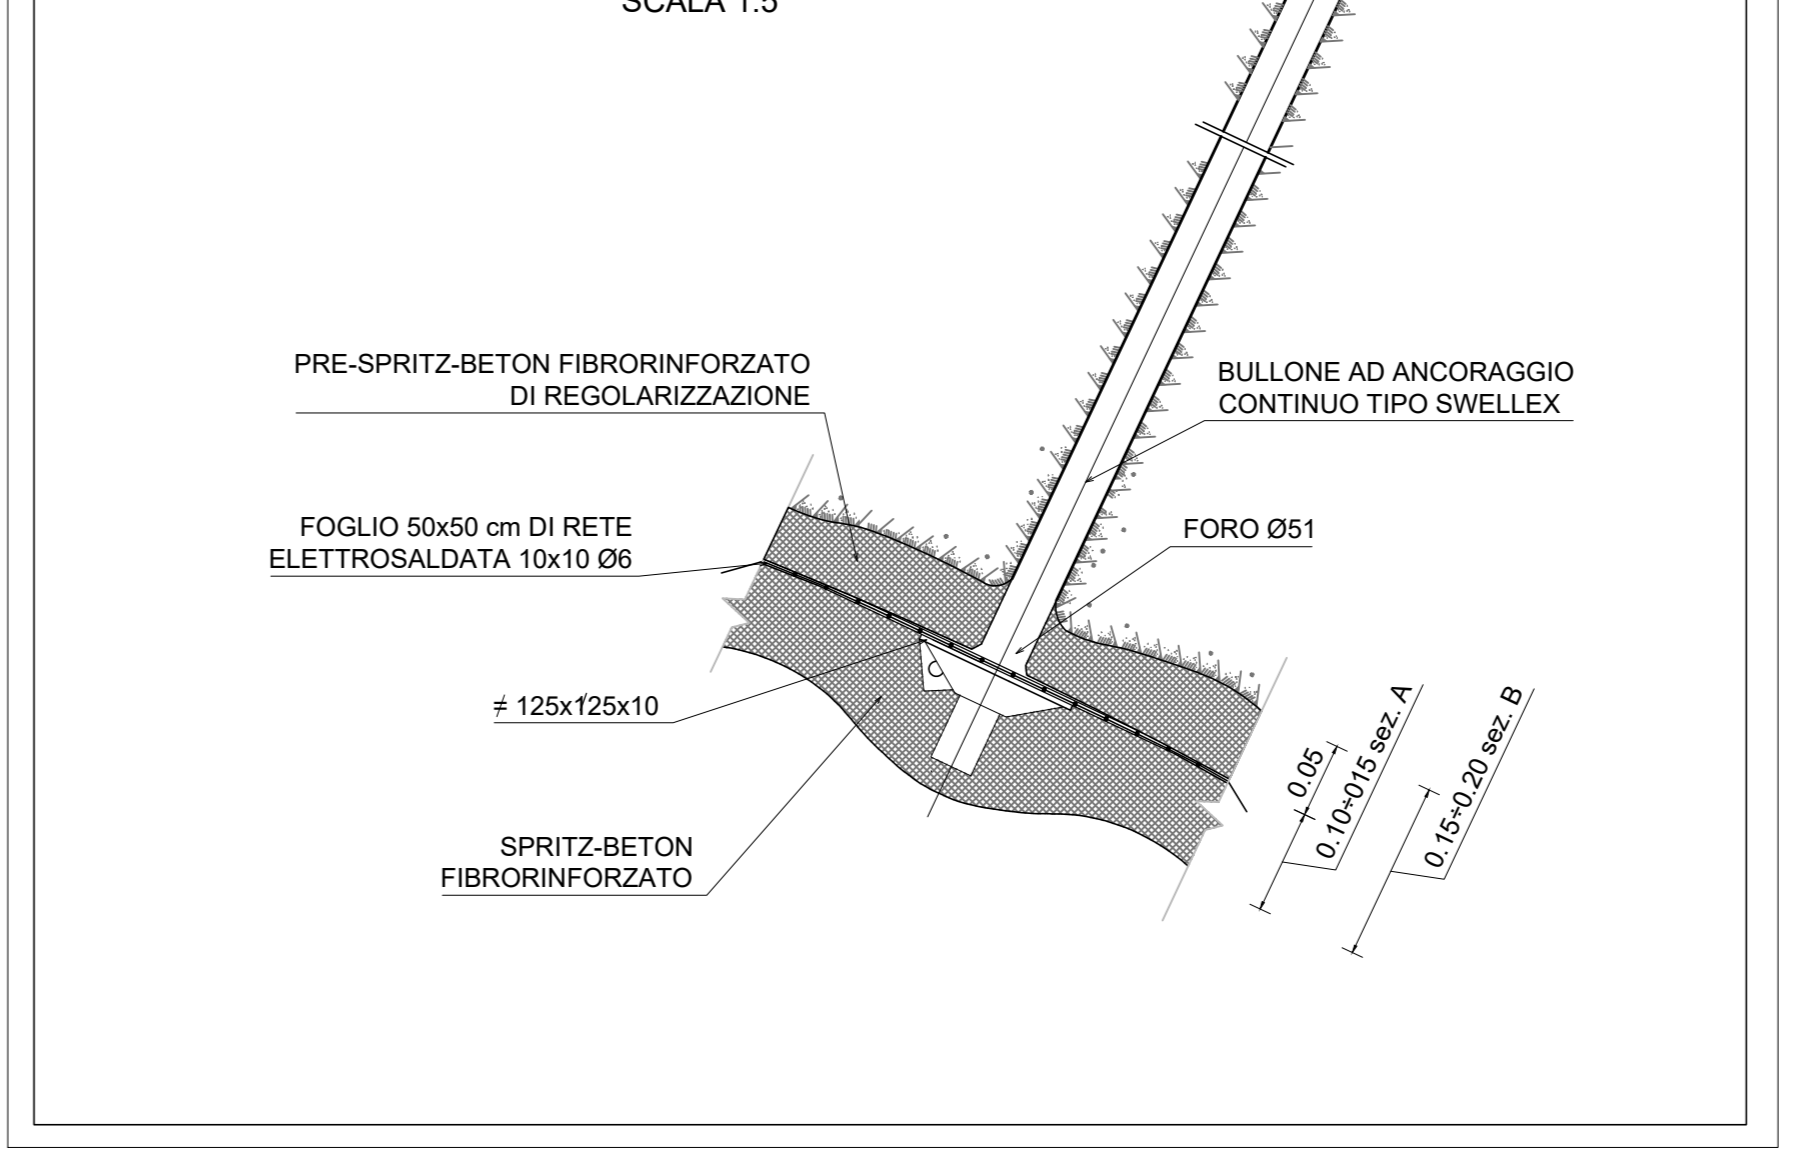 SCALA 1:5
PRE-SPRITZ-BETON FIBRORINFORZATO
DI REGOLARIZZAZIONE
BULLONE AD ANCORAGGIO
CONTINUO TIPO SWELLEX
FOGLIO 50x50 cm DI RETE
ELETTROSALDATA 10x10 Ø6
FORO Ø51
≠ 125x125x10
SPRITZ-BETON
FIBRORINFORZATO
0.05
0.10÷015 sez. A
0.15÷0.20 sez. B